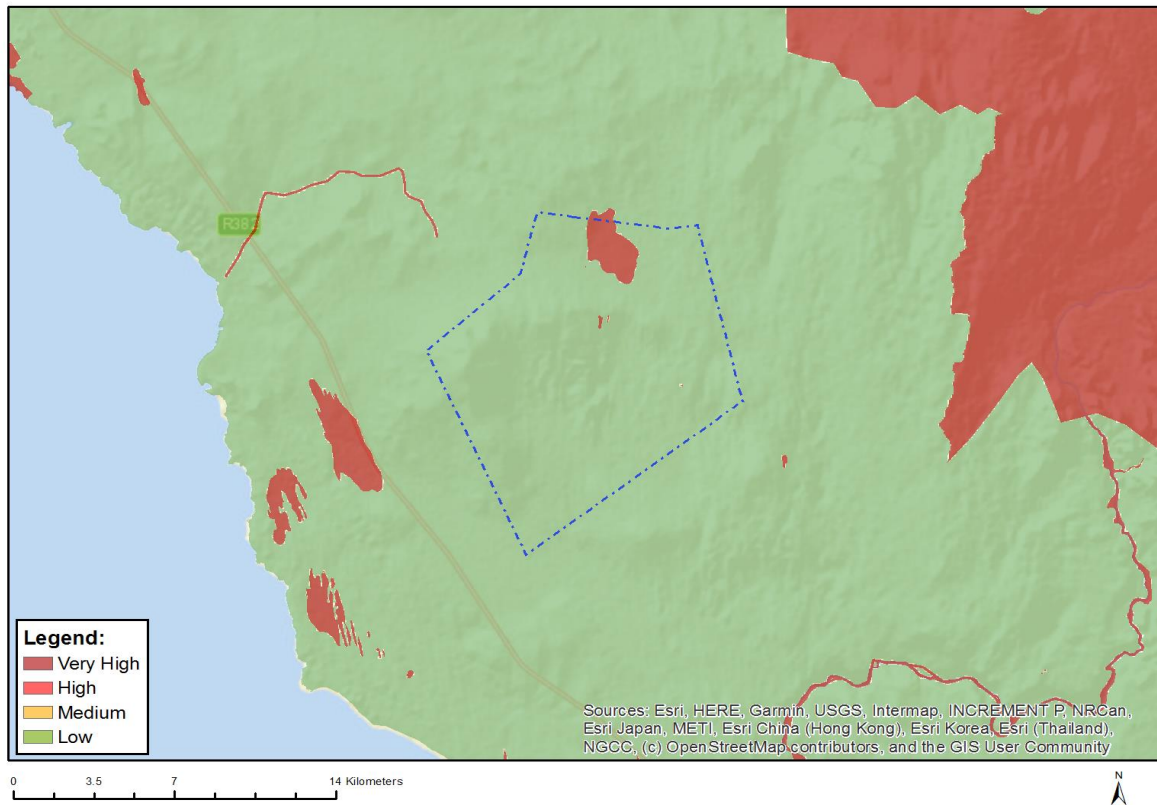 R382
Legend:
Very High
High
Medium
Low
Sources: Esri, HERE, Garmin, USGS, Intermap, INCREMENT P, NRCan,
Esri Japan, METI, Esri China (Hong Kong), Esri Korea, Esri (Thailand),
NGCC, (c) OpenStreetMap contributors, and the GIS User Community
0 3.5 7 14 Kilometers
N